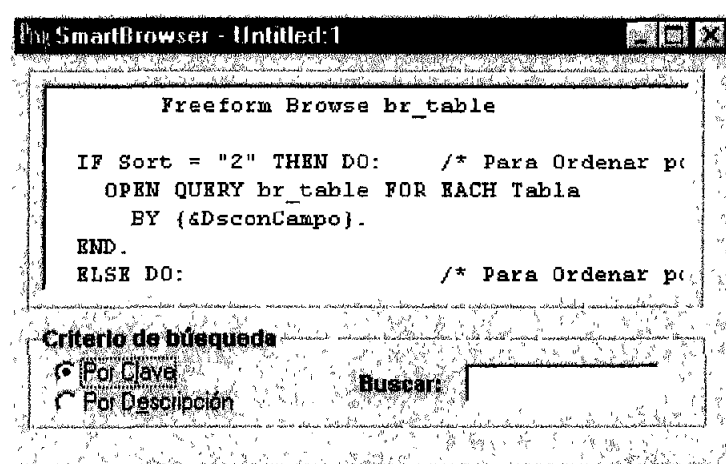 SmartBrowser - Untitled:1
Freeform Browse br_table
IF Sort = "2" THEN DO: /* Para Ordenar po
OPEN QUERY br_table FOR EACH Tabla
BY {&DsconCampo}.
END.
ELSE DO: /* Para Ordenar po
Criterio de búsqueda
Por Clave
Buscar:
Por Descripción